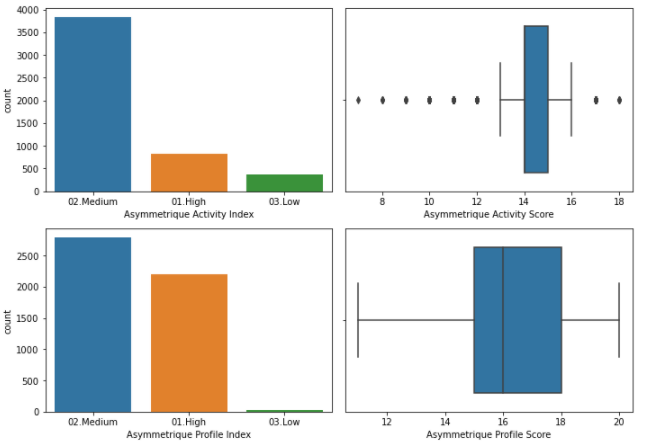 4000
3500
3000
2500
2000
1500
1000
500
0
count
02.Medium 01.High 03.Low
Asymmetrique Activity Index
8 10 12 14 16 18
Asymmetrique Activity Score
2500
2000
1500
1000
500
0
count
02.Medium 01.High 03.Low
Asymmetrique Profile Index
12 14 16 18 20
Asymmetrique Profile Score